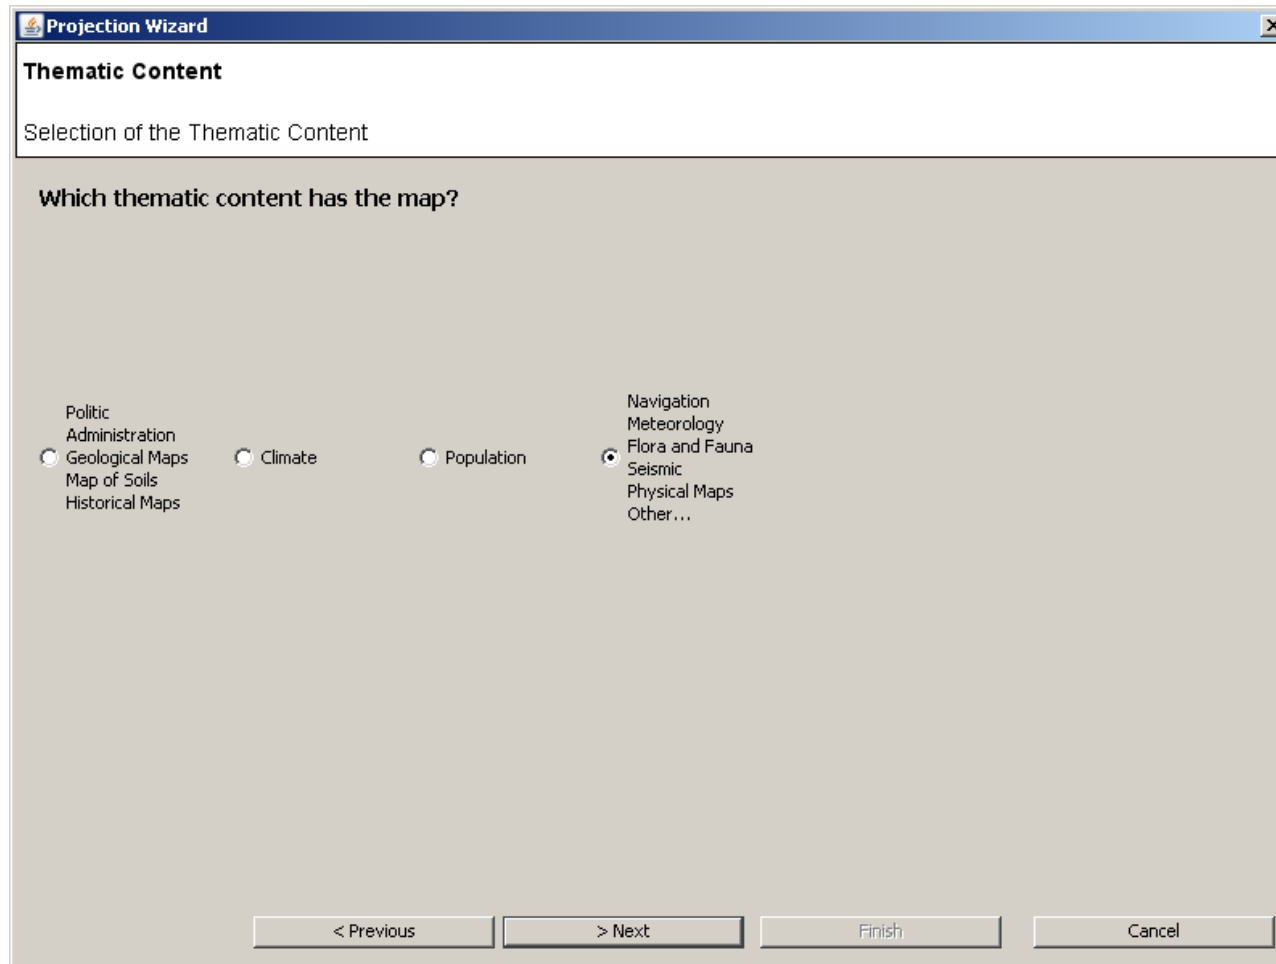 Projection Wizard
Thematic Content
Selection of the Thematic Content
Which thematic content has the map?
Politic
Administration
Geological Maps
Map of Soils
Historical Maps
Climate
Population
Navigation
Meteorology
Flora and Fauna
Seismic
Physical Maps
Other...
< Previous
> Next
Finish
Cancel